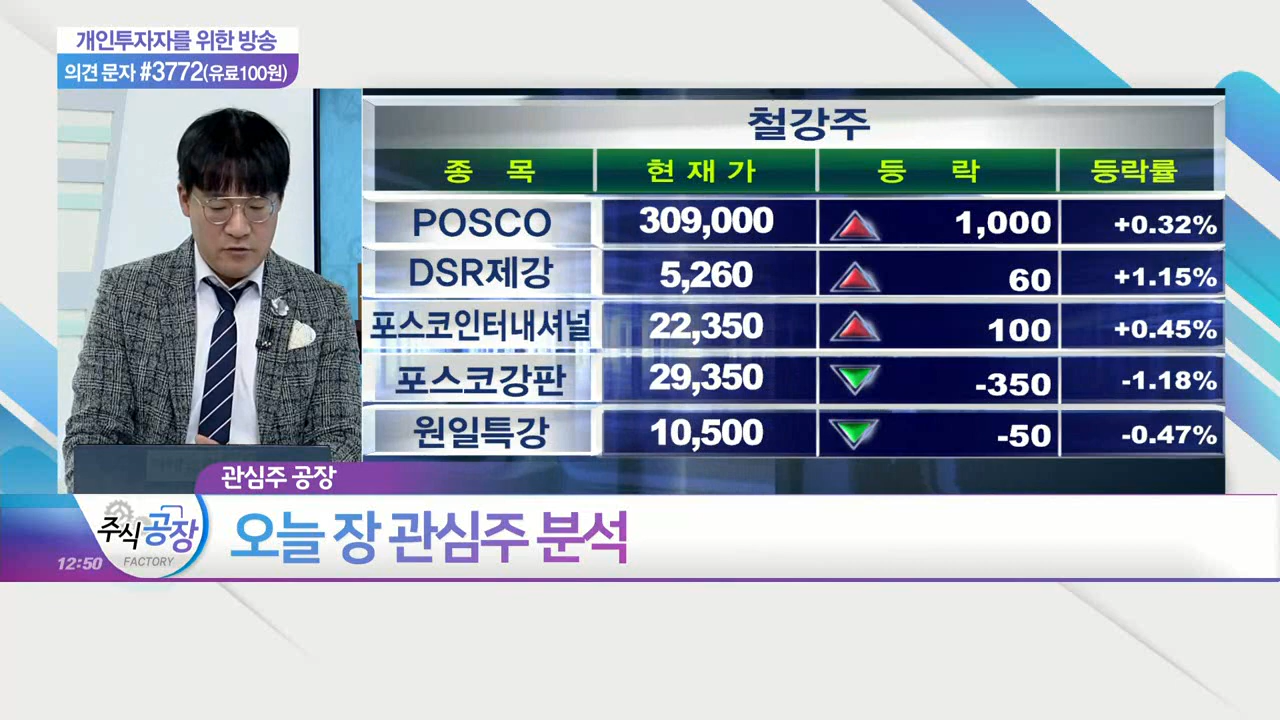 개인투자자를 위한 방송
의견 문자 #3772(유료100원)
철강주
종 목 현 재 가 등 락 등락률
POSCO 309,000 1,000 +0.32%
DSR제강 5,260 60 +1.15%
포스코인터내셔널 22,350 100 +0.45%
포스코강판 29,350 -350 -1.18%
원일특강 10,500 -50 -0.47%
관심주 공장
주식공장
FACTORY
12:50
오늘 장 관심주 분석